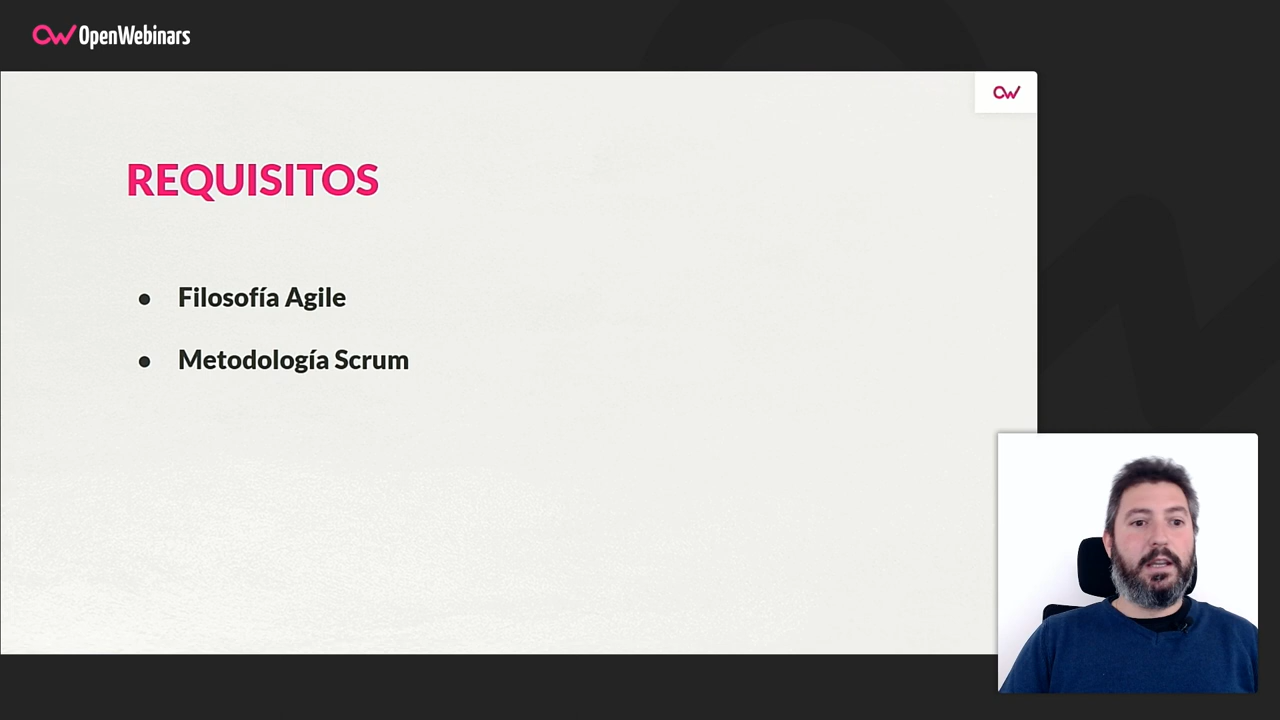 OpenWebinars
REQUISITOS
● Filosofía Agile
● Metodología Scrum